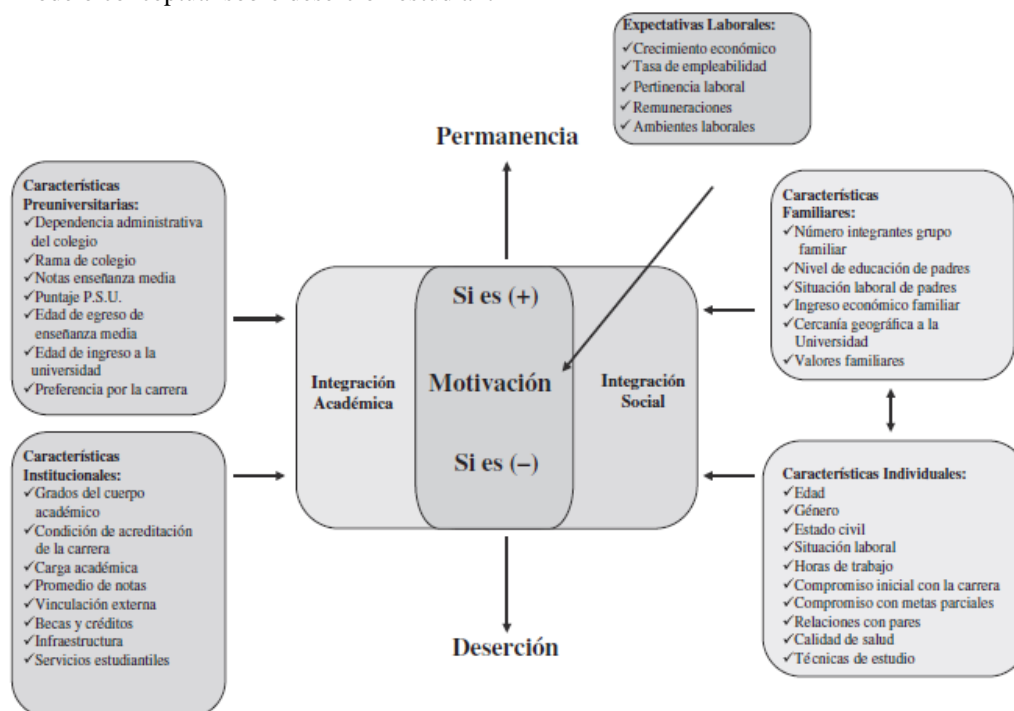 Expectativas Laborales:
✓Crecimiento económico
✓Tasa de empleabilidad
✓Pertinencia laboral
✓Remuneraciones
✓Ambientes laborales
Permanencia
Características
Preuniversitarias:
✓Dependencia administrativa
del colegio
✓Rama de colegio
✓Notas enseñanza media
✓Puntaje P.S.U.
✓Edad de egreso de
enseñanza media
✓Edad de ingreso a la
universidad
✓Preferencia por la carrera
Características
Familiares:
✓Número integrantes grupo
familiar
✓Nivel de educación de padres
✓Situación laboral de padres
✓Ingreso económico familiar
✓Cercanía geográfica a la
Universidad
✓Valores familiares
Si es (+)
Integración
Académica
Motivación
Integración
Social
Si es (–)
Características
Institucionales:
✓Grados del cuerpo
académico
✓Condición de acreditación
de la carrera
✓Carga académica
✓Promedio de notas
✓Vinculación externa
✓Becas y créditos
✓Infraestructura
✓Servicios estudiantiles
Características Individuales:
✓Edad
✓Género
✓Estado civil
✓Situación laboral
✓Horas de trabajo
✓Compromiso inicial con la carrera
✓Compromiso con metas parciales
✓Relaciones con pares
✓Calidad de salud
✓Técnicas de estudio
Deserción